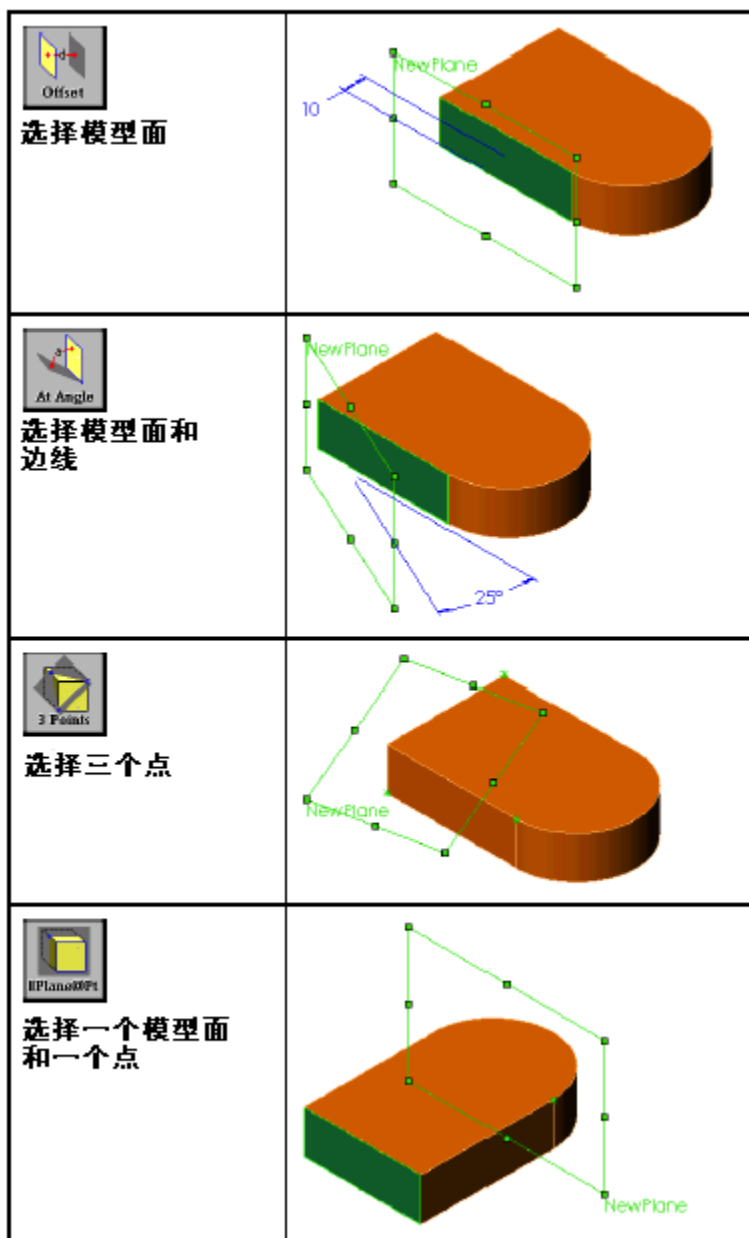 Offset
选择模型面
NewPlane
10
At Angle
选择模型面和
边线
NewPlane
25°
3 Points
选择三个点
NewPlane
选择一个模型面
和一个点
NewPlane